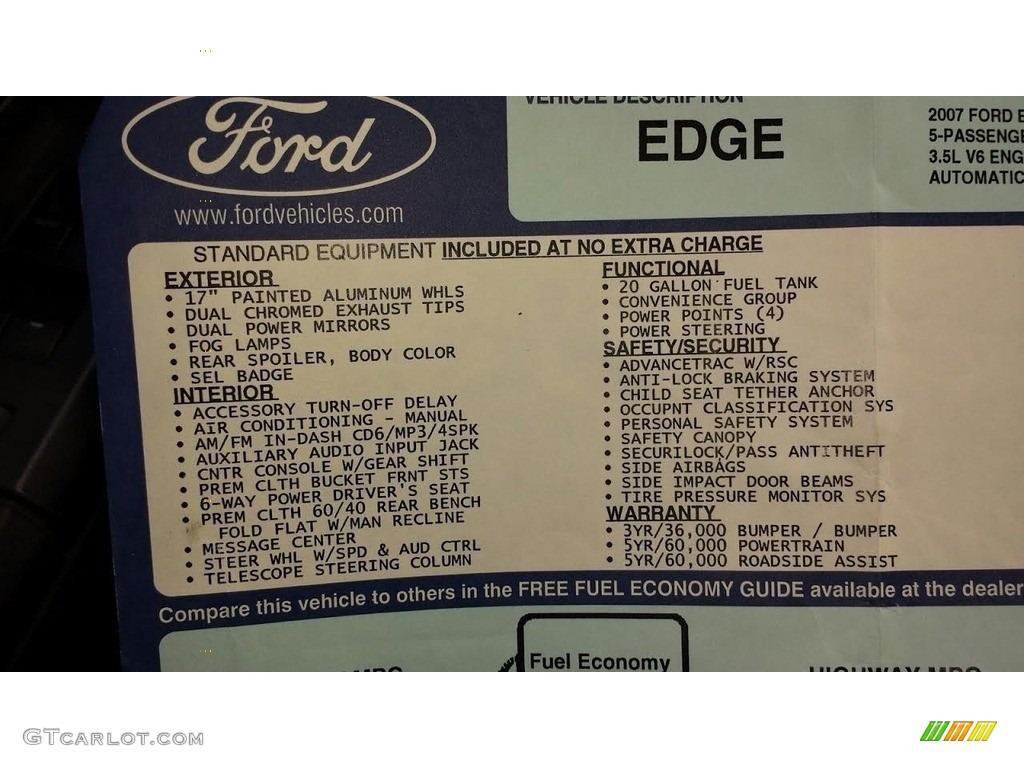 Ford
www.fordvehicles.com
VEHICLE DESCRIPTION
EDGE
2007 FORD
5-PASSENGE
3.5L V6 ENG
AUTOMATIC
STANDARD EQUIPMENT INCLUDED AT NO EXTRA CHARGE
EXTERIOR
• 17" PAINTED ALUMINUM WHLS
• DUAL CHROMED EXHAUST TIPS
• DUAL POWER MIRRORS
• FOG LAMPS
• REAR SPOILER, BODY COLOR
• SEL BADGE
INTERIOR
• ACCESSORY TURN-OFF DELAY
• AIR CONDITIONING - MANUAL
• AM/FM IN-DASH CD6/MP3/4SPK
• AUXILIARY AUDIO INPUT JACK
• CNTR CONSOLE W/GEAR SHIFT
• PREM CLTH BUCKET FRNT STS
• 6-WAY POWER DRIVER'S SEAT
• PREM CLTH 60/40 REAR BENCH
FOLD FLAT W/MAN RECLINE
• MESSAGE CENTER
• STEER WHL W/SPD & AUD CTRL
• TELESCOPE STEERING COLUMN
FUNCTIONAL
• 20 GALLON FUEL TANK
• CONVENIENCE GROUP
• POWER POINTS (4)
• POWER STEERING
SAFETY/SECURITY
• ADVANCETRAC W/RSC
• ANTI-LOCK BRAKING SYSTEM
• CHILD SEAT TETHER ANCHOR
• OCCUPNT CLASSIFICATION SYS
• PERSONAL SAFETY SYSTEM
• SAFETY CANOPY
• SECURILOCK/PASS ANTITHEFT
• SIDE AIRBAGS
• SIDE IMPACT DOOR BEAMS
• TIRE PRESSURE MONITOR SYS
WARRANTY
• 3YR/36,000 BUMPER / BUMPER
• 5YR/60,000 POWERTRAIN
• 5YR/60,000 ROADSIDE ASSIST
Compare this vehicle to others in the FREE FUEL ECONOMY GUIDE available at the dealer
Fuel Economy
HIGHWAY MPG
GTCARLOT.COM